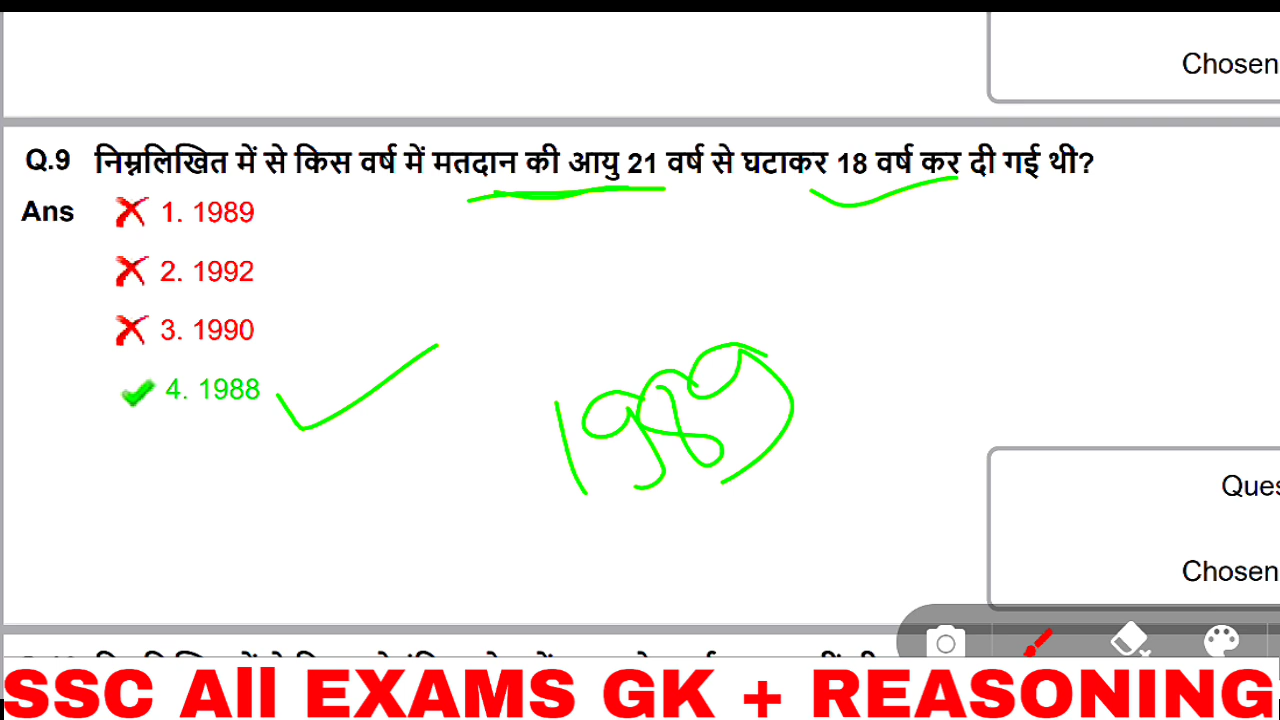 Chosen
Q.9 निम्नलिखित में से किस वर्ष में मतदान की आयु 21 वर्ष से घटाकर 18 वर्ष कर दी गई थी?
Ans 1. 1989
2. 1992
3. 1990
4. 1988
1989
Ques
Chosen
SSC All EXAMS GK + REASONING